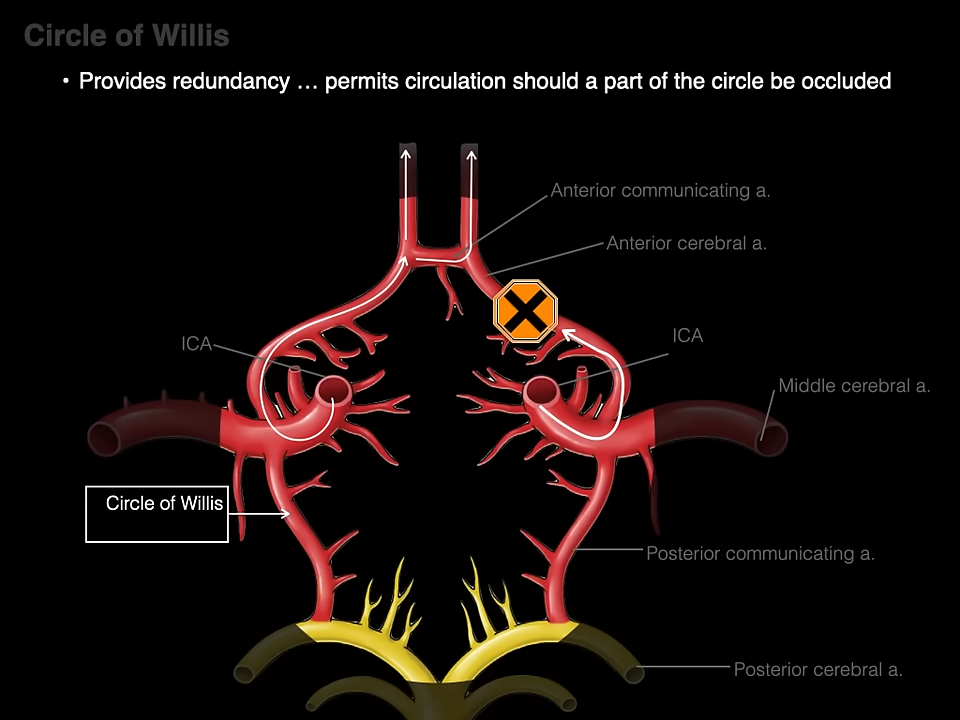 Circle of Willis
• Provides redundancy … permits circulation should a part of the circle be occluded
Anterior communicating a.
Anterior cerebral a.
ICA
ICA
Middle cerebral a.
Circle of Willis
Posterior communicating a.
Posterior cerebral a.